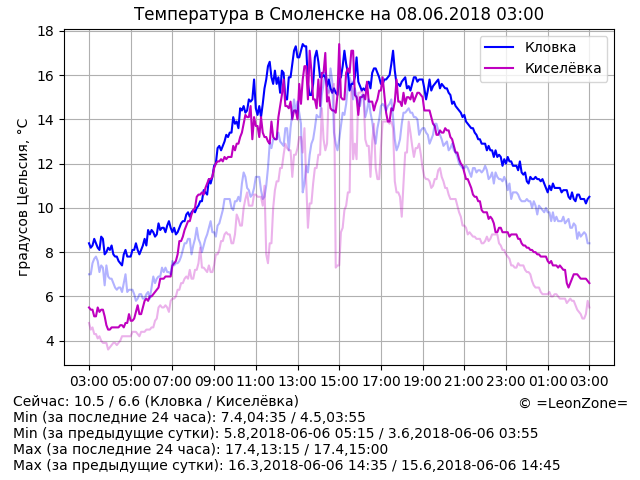 Температура в Смоленске на 08.06.2018 03:00
градусов Цельсия, °C
18
16
14
12
10
8
6
4
Кловка
Киселёвка
03:00 05:00 07:00 09:00 11:00 13:00 15:00 17:00 19:00 21:00 23:00 01:00 03:00
Сейчас: 10.5 / 6.6 (Кловка / Киселёвка)
© =LeonZone=
Min (за последние 24 часа): 7.4,04:35 / 4.5,03:55
Min (за предыдущие сутки): 5.8,2018-06-06 05:15 / 3.6,2018-06-06 03:55
Max (за последние 24 часа): 17.4,13:15 / 17.4,15:00
Max (за предыдущие сутки): 16.3,2018-06-06 14:35 / 15.6,2018-06-06 14:45